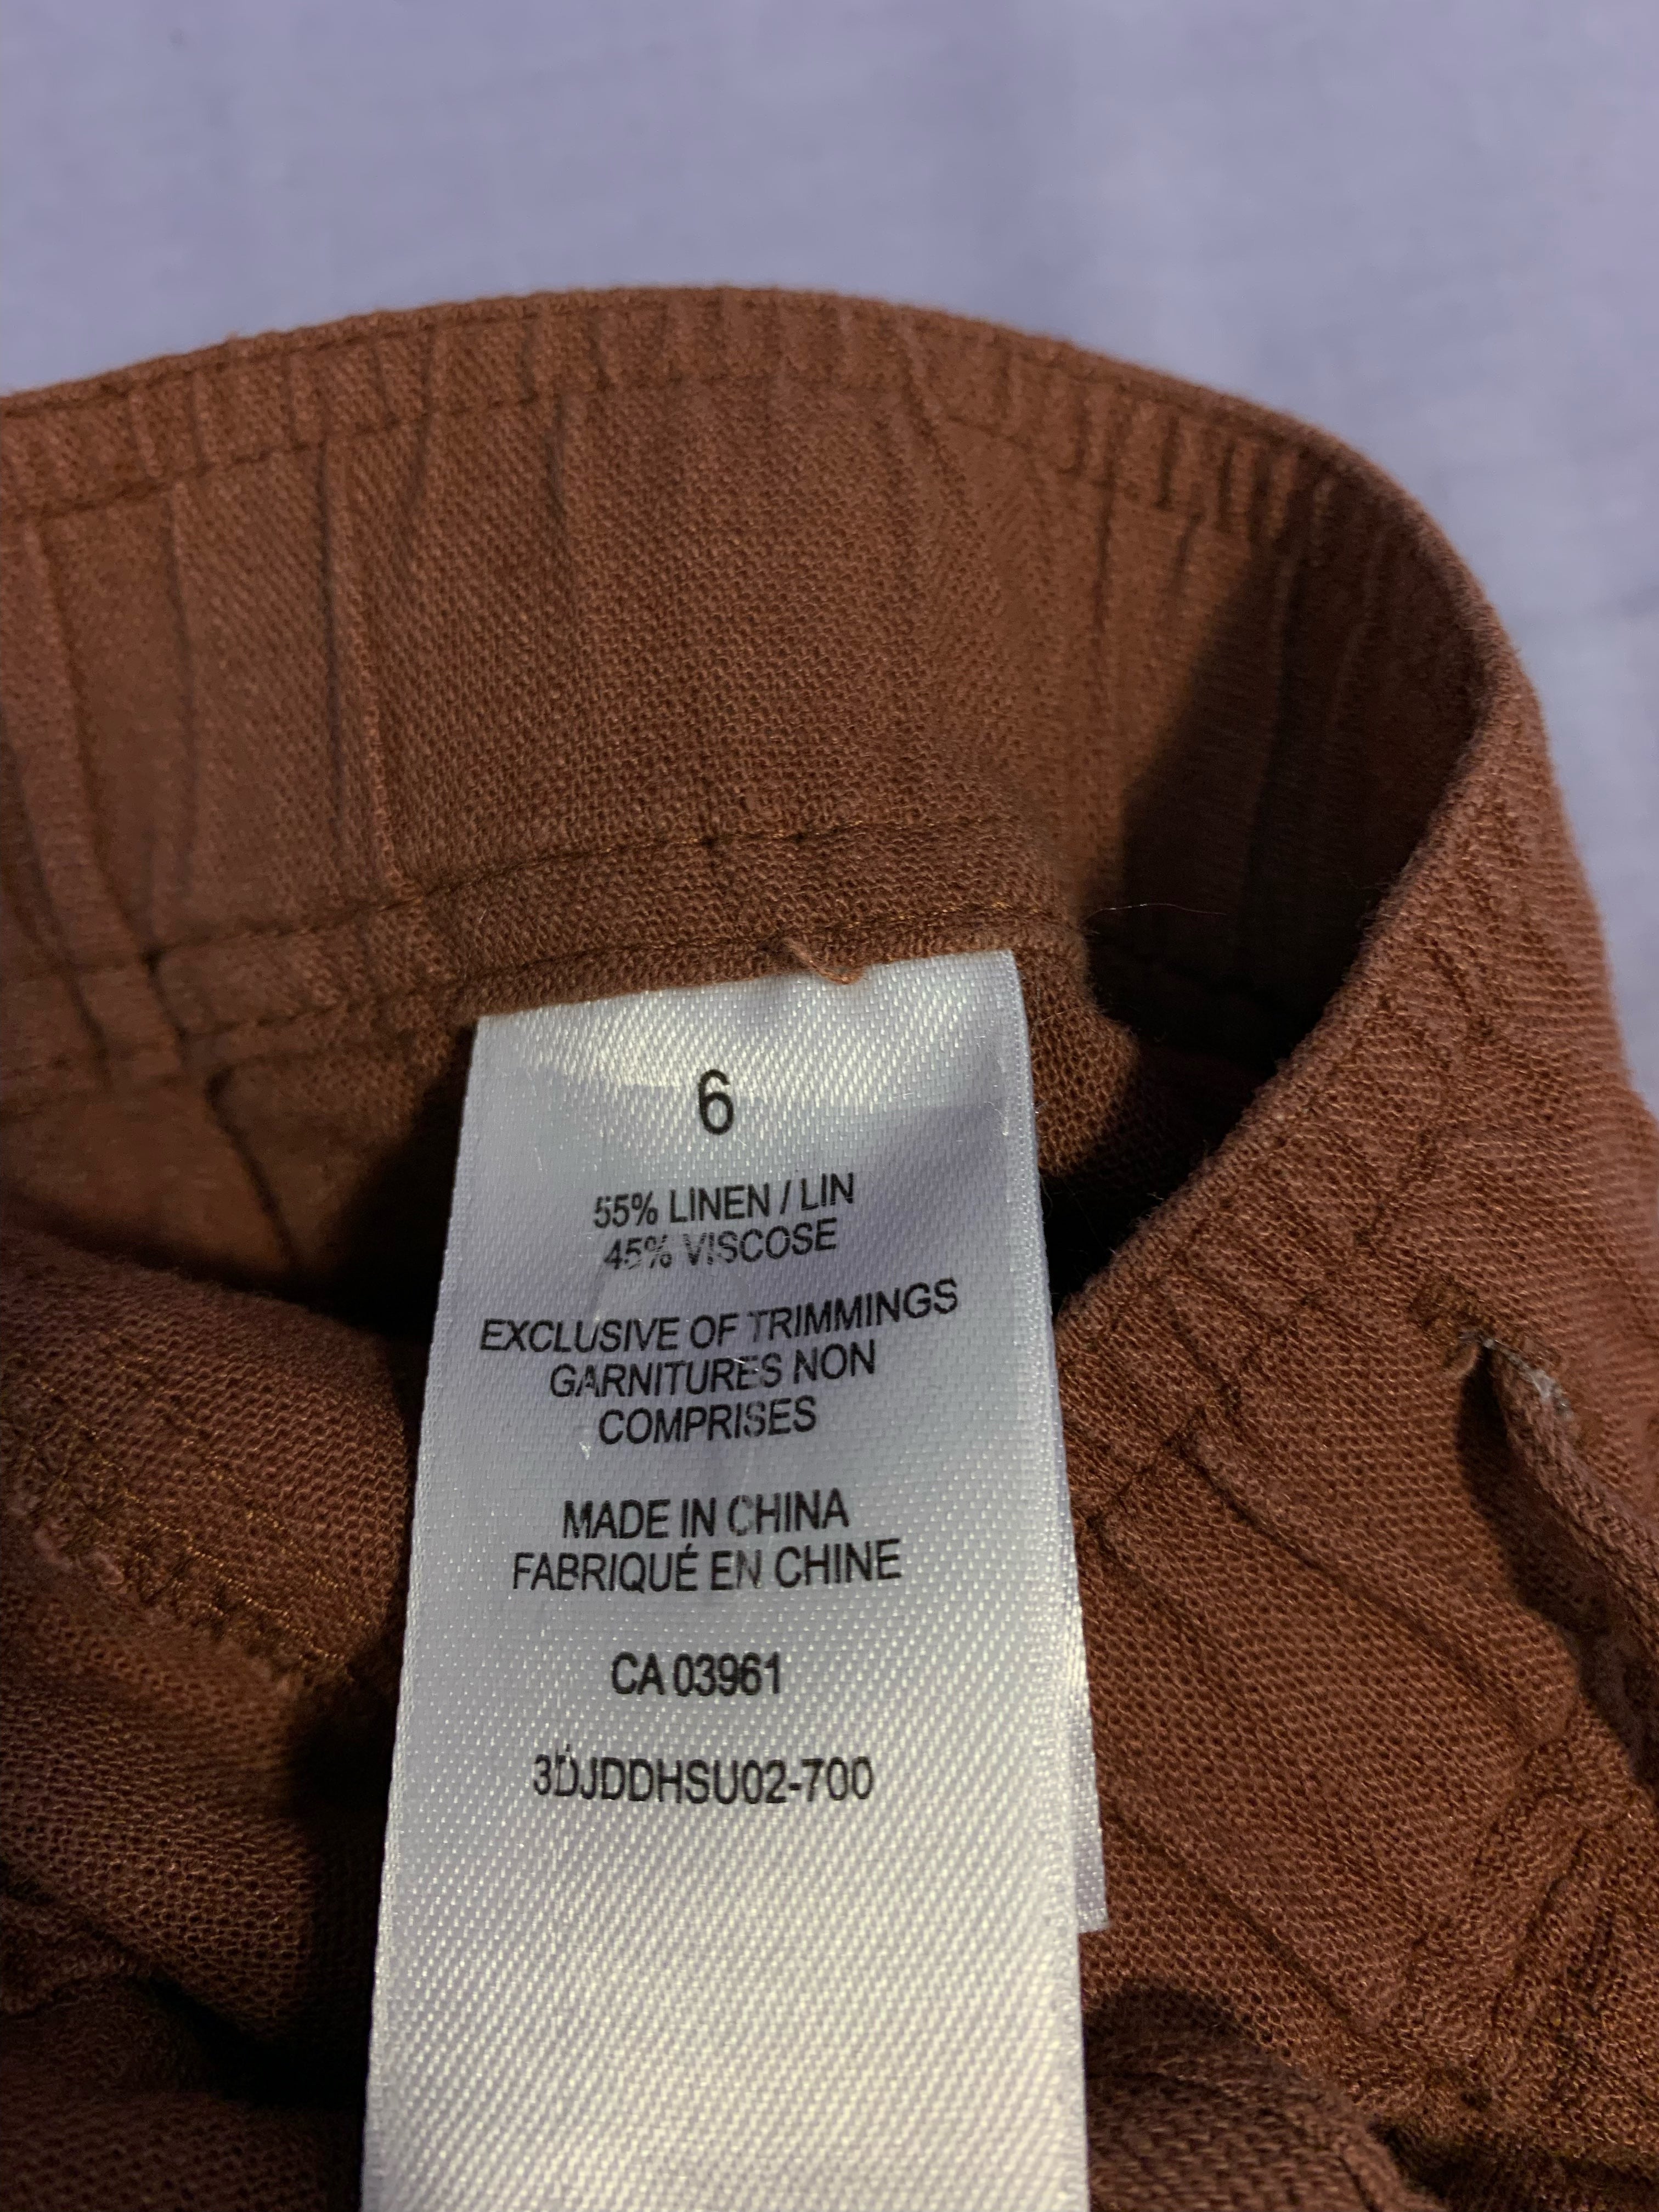 6
55% LINEN / LIN
45% VISCOSE
EXCLUSIVE OF TRIMMINGS
GARNITURES NON
COMPRISES
MADE IN CHINA
FABRIQUÉ EN CHINE
CA 03961
3DJDDHSU02-700